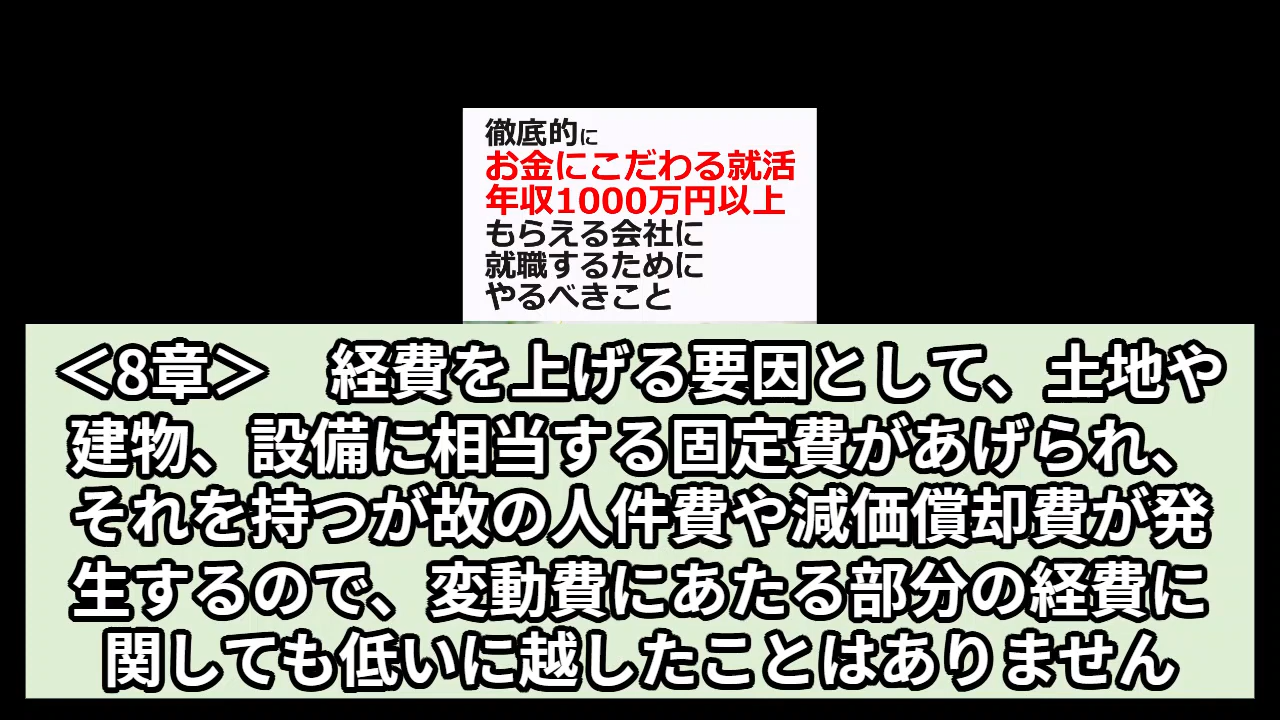 徹底的に
お金にこだわる就活
年収1000万円以上
もらえる会社に
就職するために
やるべきこと
＜8章＞　経費を上げる要因として、土地や
建物、設備に相当する固定費があげられ、
それを持つが故の人件費や減価償却費が発
生するので、変動費にあたる部分の経費に
関しても低いに越したことはありません